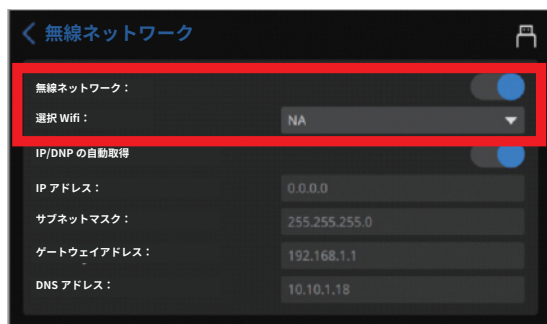 無線ネットワーク
無線ネットワーク：
選択 Wifi： NA
IP/DNP の自動取得
IP アドレス： 0.0.0.0
サブネットマスク： 255.255.255.0
ゲートウェイアドレス： 192.168.1.1
DNS アドレス： 10.10.1.18